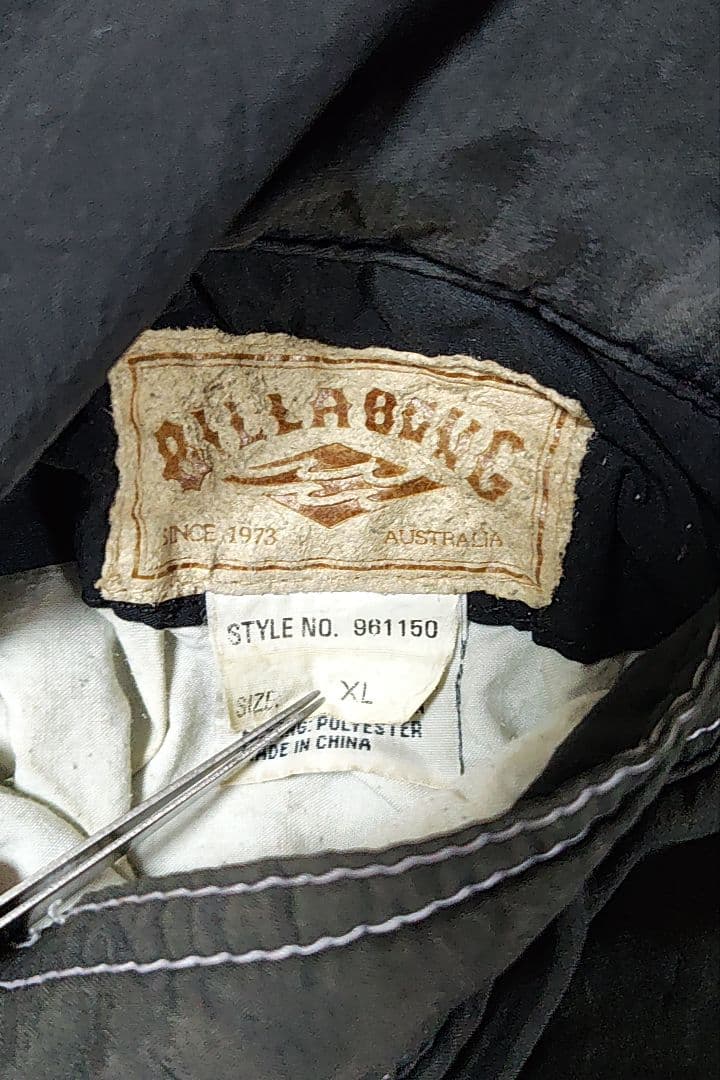 BILLABONG
SINCE 1973 AUSTRALIA
STYLE NO. 961150
SIZE: XL
POLYESTER
MADE IN CHINA